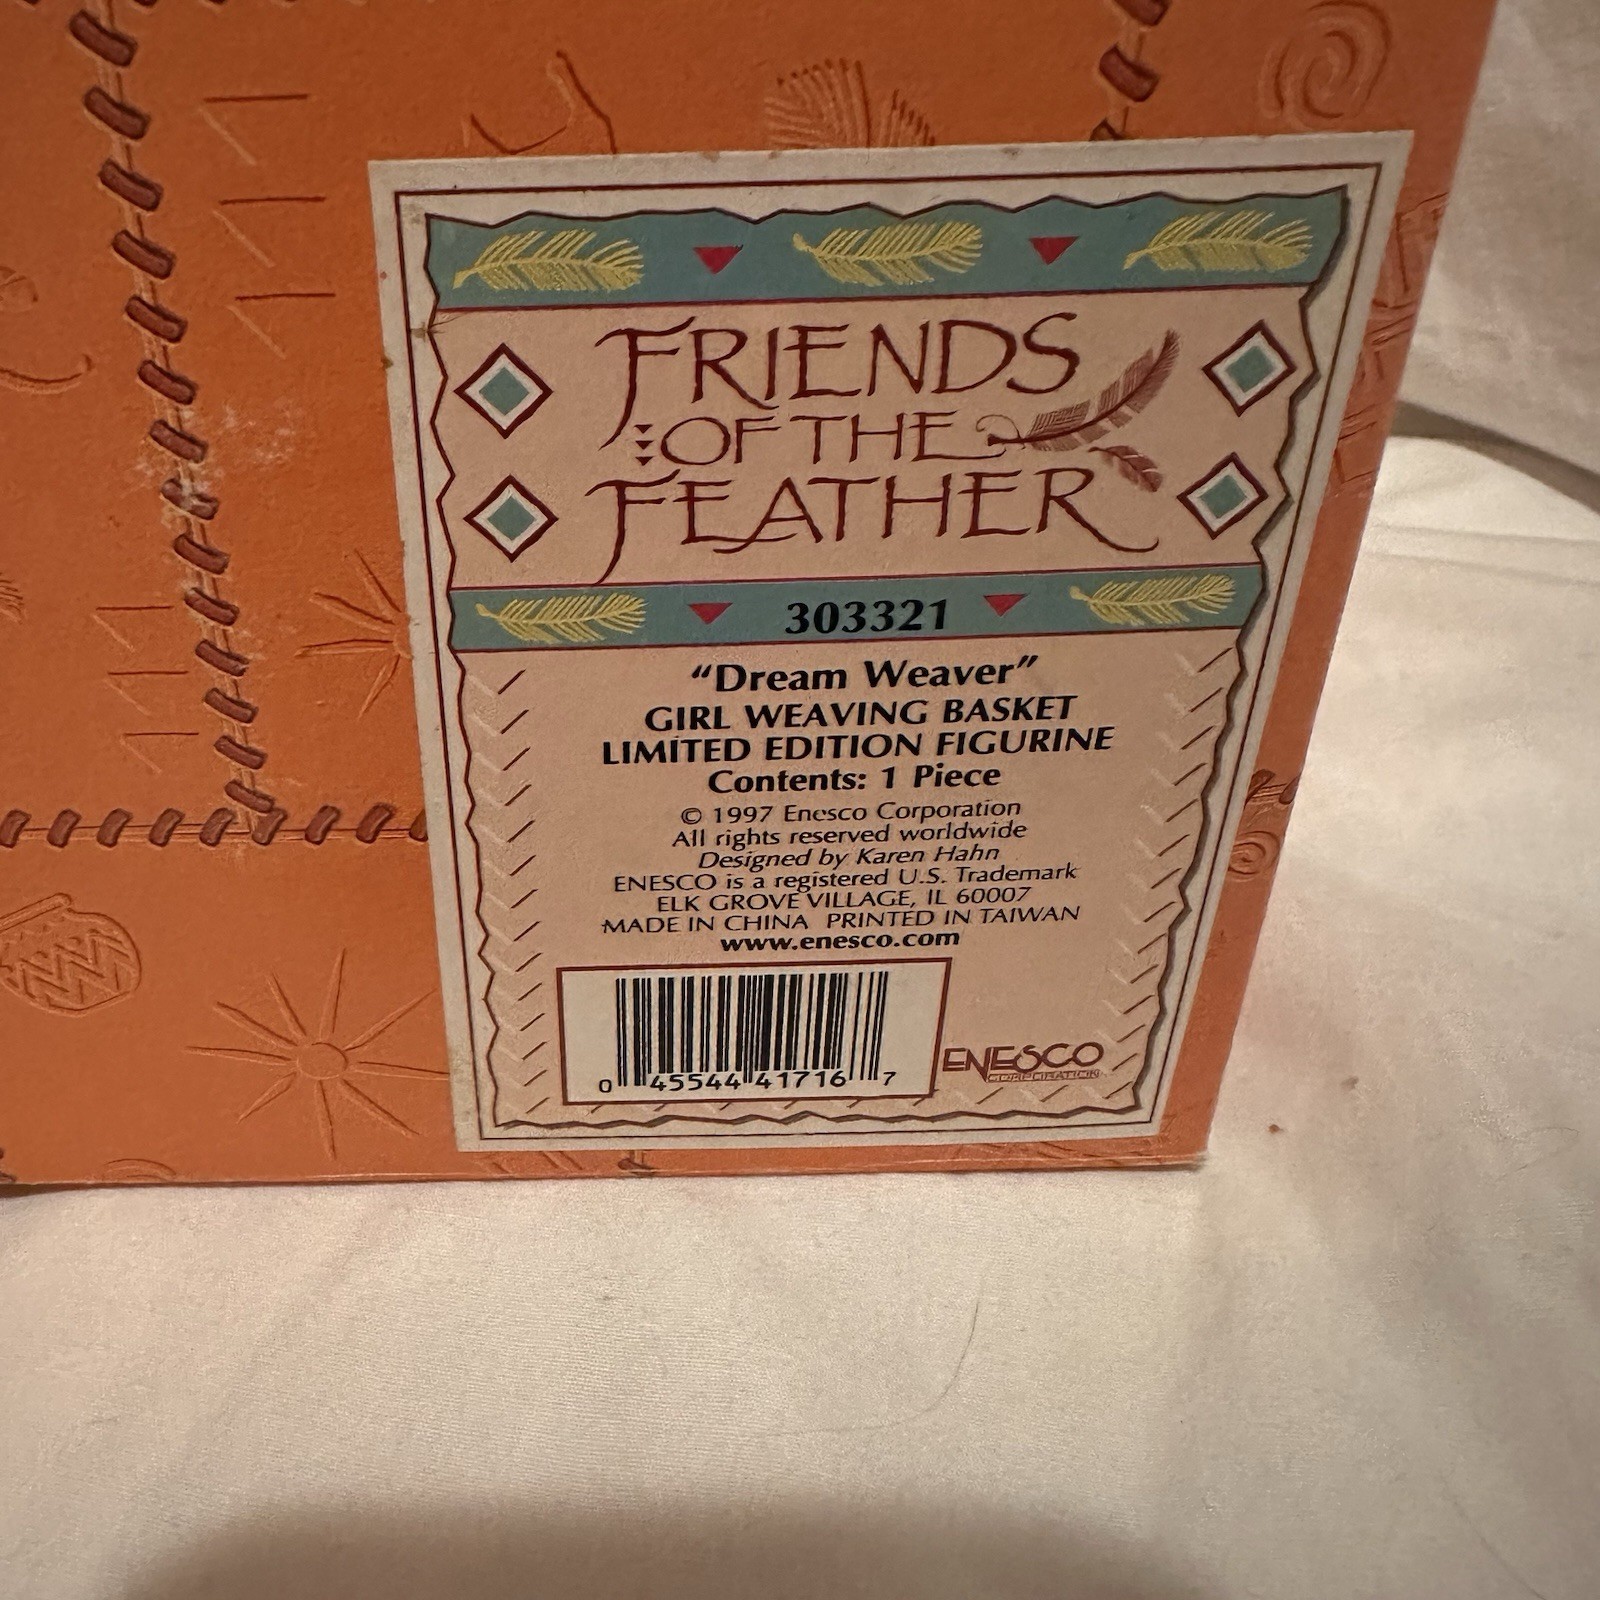 FRIENDS
OF THE
FEATHER
303321
“Dream Weaver”
GIRL WEAVING BASKET
LIMITED EDITION FIGURINE
Contents: 1 Piece
© 1997 Enesco Corporation
All rights reserved worldwide
Designed by Karen Hahn
ENESCO is a registered U.S. Trademark
ELK GROVE VILLAGE, IL 60007
MADE IN CHINA PRINTED IN TAIWAN
www.enesco.com
0 45544 41716 7
ENESCO
CORPORATION